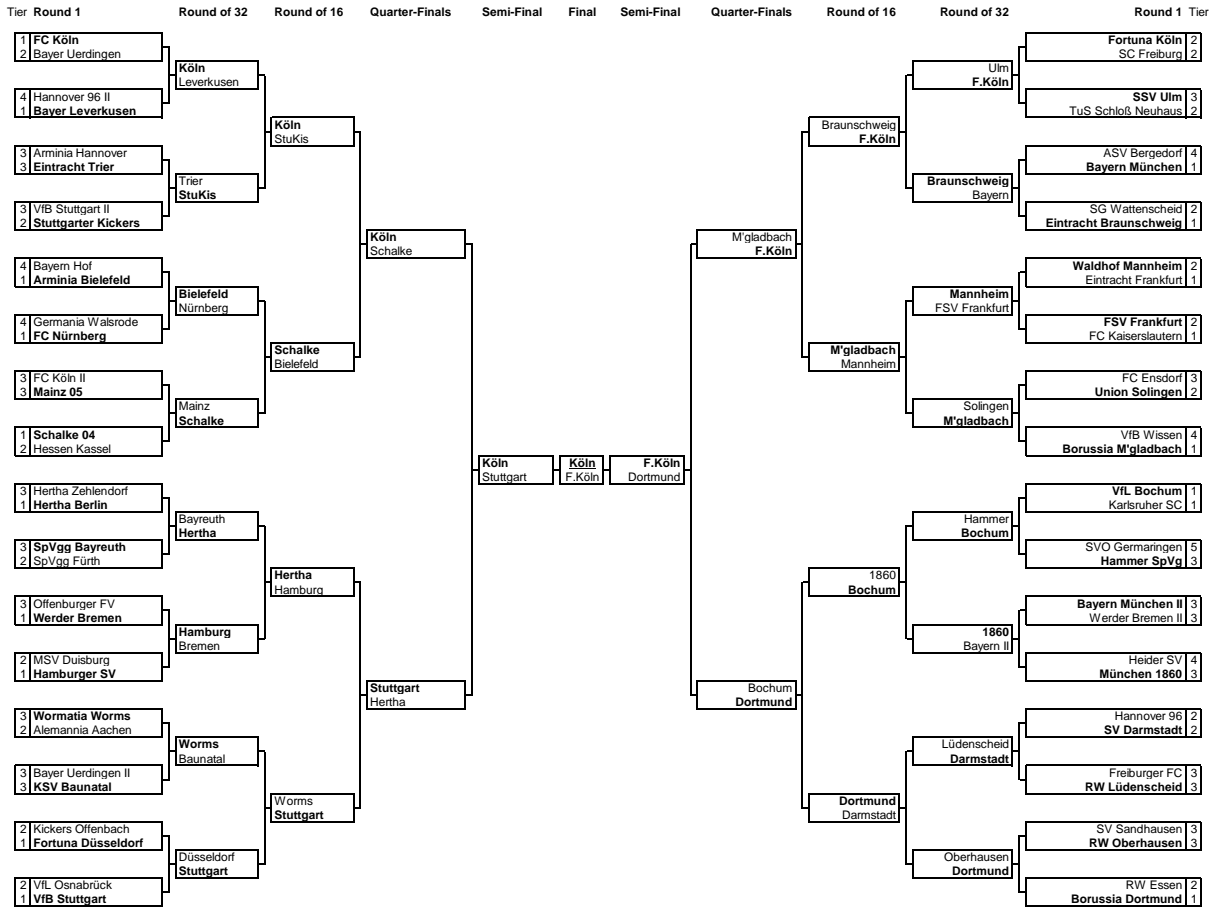 Tier Round 1 Round of 32 Round of 16 Quarter-Finals Semi-Final Final Semi-Final Quarter-Finals Round of 16 Round of 32 Round 1 Tier
1 FC Köln
2 Bayer Uerdingen
4 Hannover 96 II
1 Bayer Leverkusen
3 Arminia Hannover
3 Eintracht Trier
3 VfB Stuttgart II
2 Stuttgarter Kickers
4 Bayern Hof
1 Arminia Bielefeld
4 Germania Walsrode
1 FC Nürnberg
3 FC Köln II
3 Mainz 05
1 Schalke 04
2 Hessen Kassel
3 Hertha Zehlendorf
1 Hertha Berlin
3 SpVgg Bayreuth
2 SpVgg Fürth
3 Offenburger FV
1 Werder Bremen
2 MSV Duisburg
1 Hamburger SV
3 Wormatia Worms
2 Alemannia Aachen
3 Bayer Uerdingen II
3 KSV Baunatal
2 Kickers Offenbach
1 Fortuna Düsseldorf
2 VfL Osnabrück
1 VfB Stuttgart
Köln
Leverkusen
Trier
StuKis
Bielefeld
Nürnberg
Mainz
Schalke
Bayreuth
Hertha
Hamburg
Bremen
Worms
Baunatal
Düsseldorf
Stuttgart
Köln
StuKis
Schalke
Bielefeld
Hertha
Hamburg
Worms
Stuttgart
Köln
Schalke
Stuttgart
Hertha
Köln
Stuttgart
Köln
F.Köln
F.Köln
Dortmund
M'gladbach
F.Köln
Bochum
Dortmund
Braunschweig
F.Köln
M'gladbach
Mannheim
1860
Bochum
Dortmund
Darmstadt
Ulm
F.Köln
Braunschweig
Bayern
Mannheim
FSV Frankfurt
Solingen
M'gladbach
Hammer
Bochum
1860
Bayern II
Lüdenscheid
Darmstadt
Oberhausen
Dortmund
Fortuna Köln 2
SC Freiburg 2
SSV Ulm 3
TuS Schloß Neuhaus 2
ASV Bergedorf 4
Bayern München 1
SG Wattenscheid 2
Eintracht Braunschweig 1
Waldhof Mannheim 2
Eintracht Frankfurt 1
FSV Frankfurt 2
FC Kaiserslautern 1
FC Ensdorf 3
Union Solingen 2
VfB Wissen 4
Borussia M'gladbach 1
VfL Bochum 1
Karlsruher SC 1
SVO Germaringen 5
Hammer SpVg 3
Bayern München II 3
Werder Bremen II 3
Heider SV 4
München 1860 3
Hannover 96 2
SV Darmstadt 2
Freiburger FC 3
RW Lüdenscheid 3
SV Sandhausen 3
RW Oberhausen 3
RW Essen 2
Borussia Dortmund 1